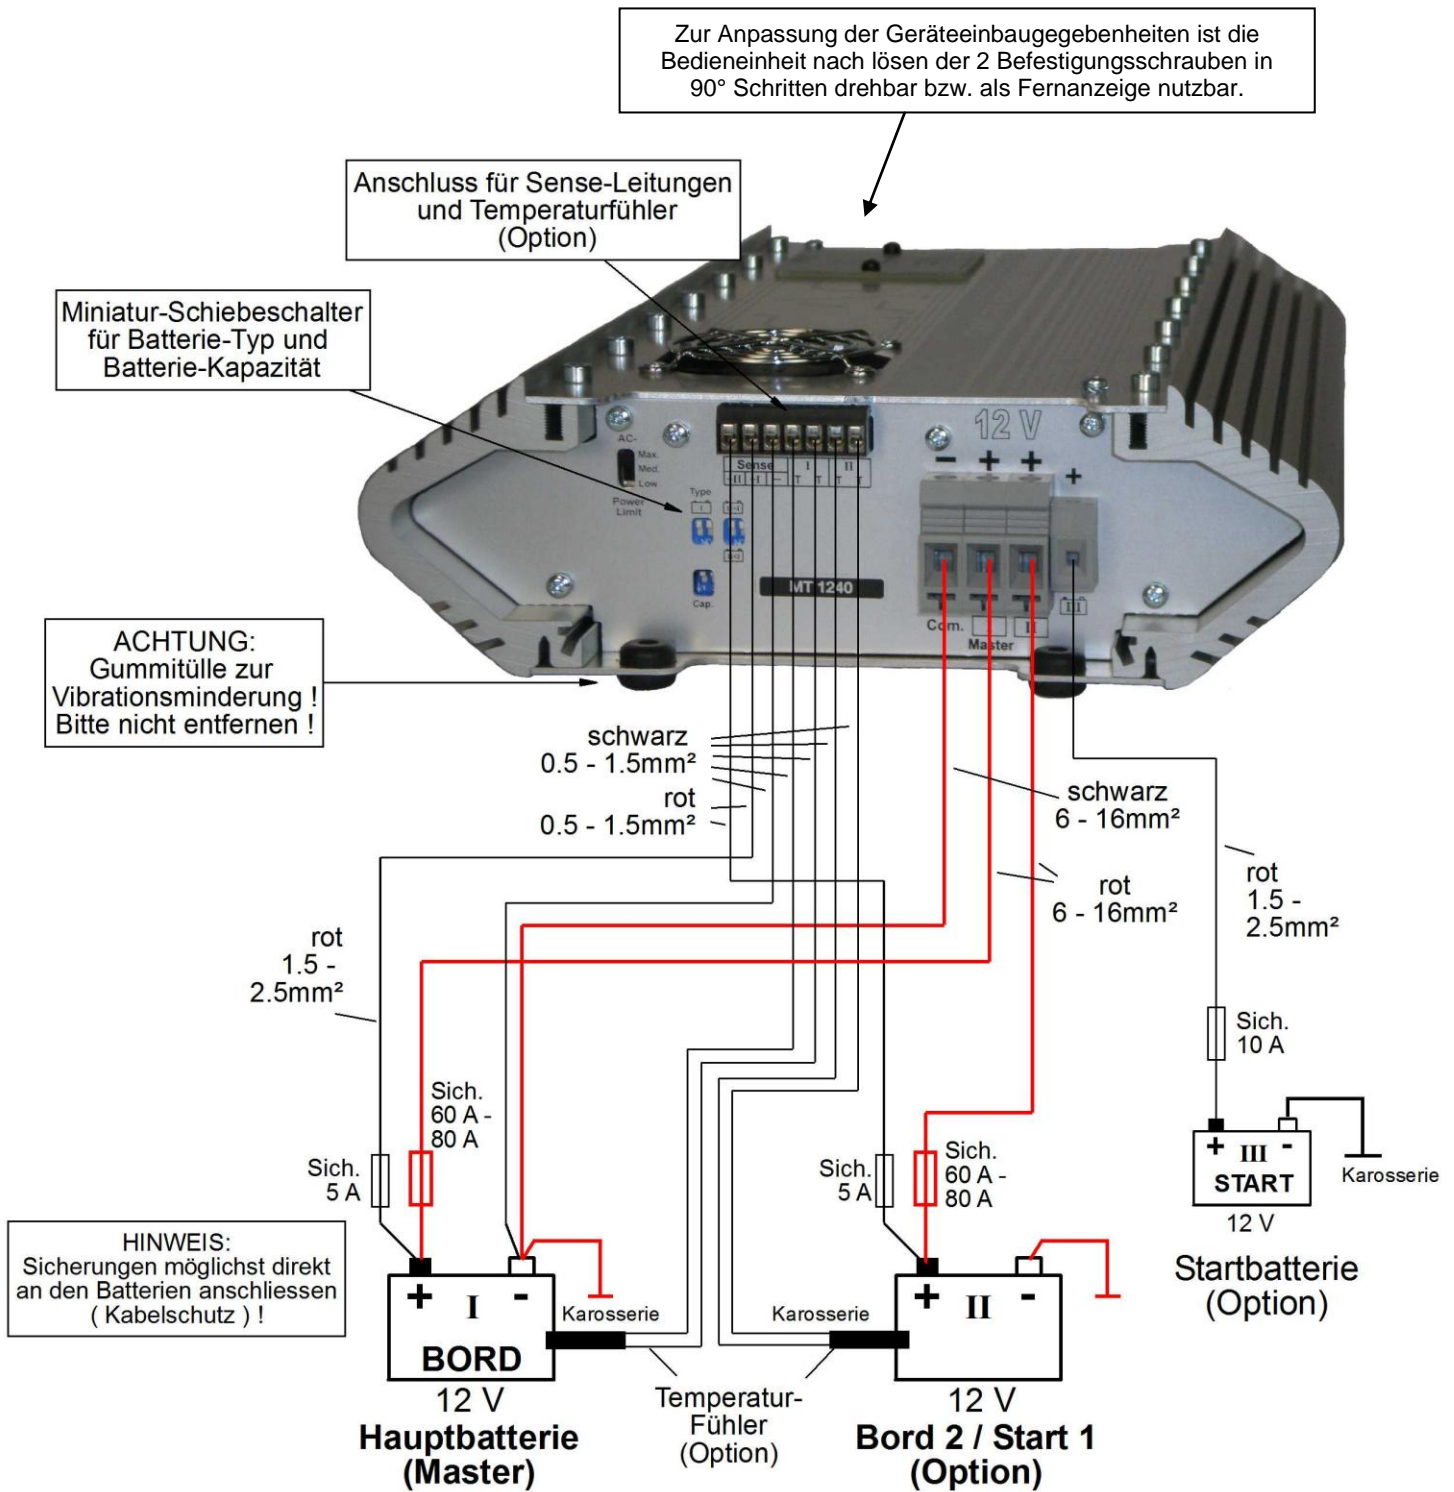 Zur Anpassung der Geräteeinbaugegebenheiten ist die
Bedieneinheit nach lösen der 2 Befestigungsschrauben in
90° Schritten drehbar bzw. als Fernanzeige nutzbar.
Anschluss für Sense-Leitungen
und Temperaturfühler
(Option)
Miniatur-Schiebeschalter
für Batterie-Typ und
Batterie-Kapazität
AC-
Max.
Med.
Low
Power
Limit
Type
I
Cap.
Sense
I
II
+II
+I
–
T
T
T
T
MT 1240
12 V
– + + +
Com.
II
III
Master
ACHTUNG:
Gummitülle zur
Vibrationsminderung !
Bitte nicht entfernen !
schwarz
0.5 - 1.5mm²
rot
0.5 - 1.5mm²
schwarz
6 - 16mm²
rot
6 - 16mm²
rot
1.5 -
2.5mm²
rot
1.5 -
2.5mm²
Sich.
10 A
Sich.
60 A -
80 A
Sich.
5 A
Sich.
5 A
Sich.
60 A -
80 A
+ III -
START
12 V
Karosserie
Startbatterie
(Option)
HINWEIS:
Sicherungen möglichst direkt
an den Batterien anschliessen
( Kabelschutz ) !
+ I -
BORD
12 V
Hauptbatterie
(Master)
Karosserie
Temperatur-
Fühler
(Option)
Karosserie
+ II -
12 V
Bord 2 / Start 1
(Option)